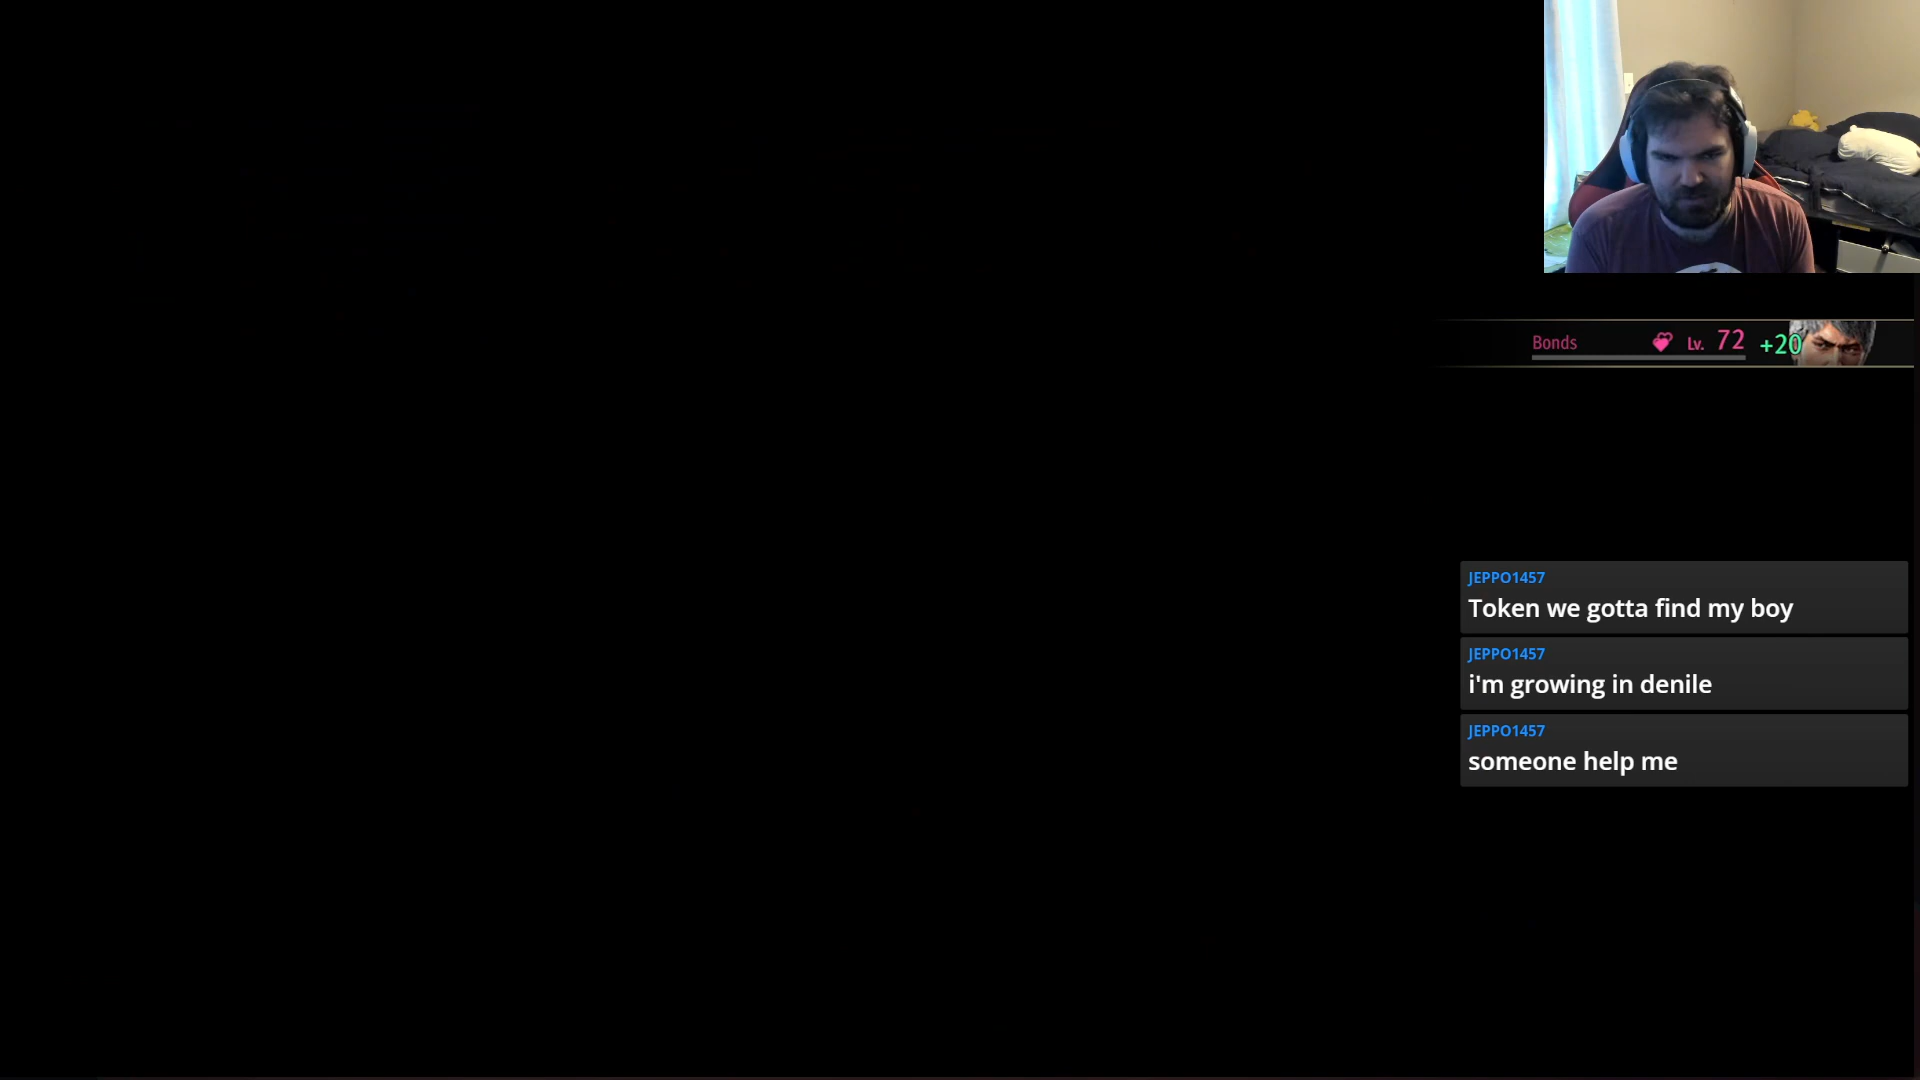 Bonds Lv. 72 +20
JEPPO1457
Token we gotta find my boy
JEPPO1457
i'm growing in denile
JEPPO1457
someone help me